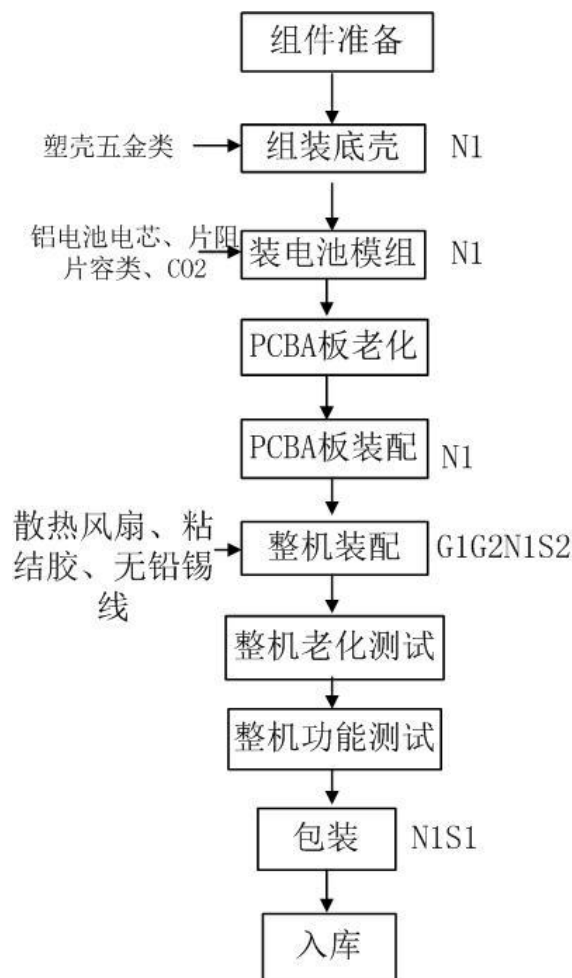 组件准备
塑壳五金类
组装底壳
N1
铝电池电芯、片阻
片容类、CO2
装电池模组
N1
PCBA板老化
PCBA板装配
N1
散热风扇、粘
结胶、无铅锡
线
整机装配
G1G2N1S2
整机老化测试
整机功能测试
包装
N1S1
入库